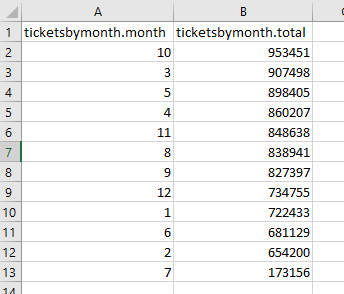 A B
1 ticketsbymonth.month ticketsbymonth.total
2 10 953451
3 3 907498
4 5 898405
5 4 860207
6 11 848638
7 8 838941
8 9 827397
9 12 734755
10 1 722433
11 6 681129
12 2 654200
13 7 173156
14